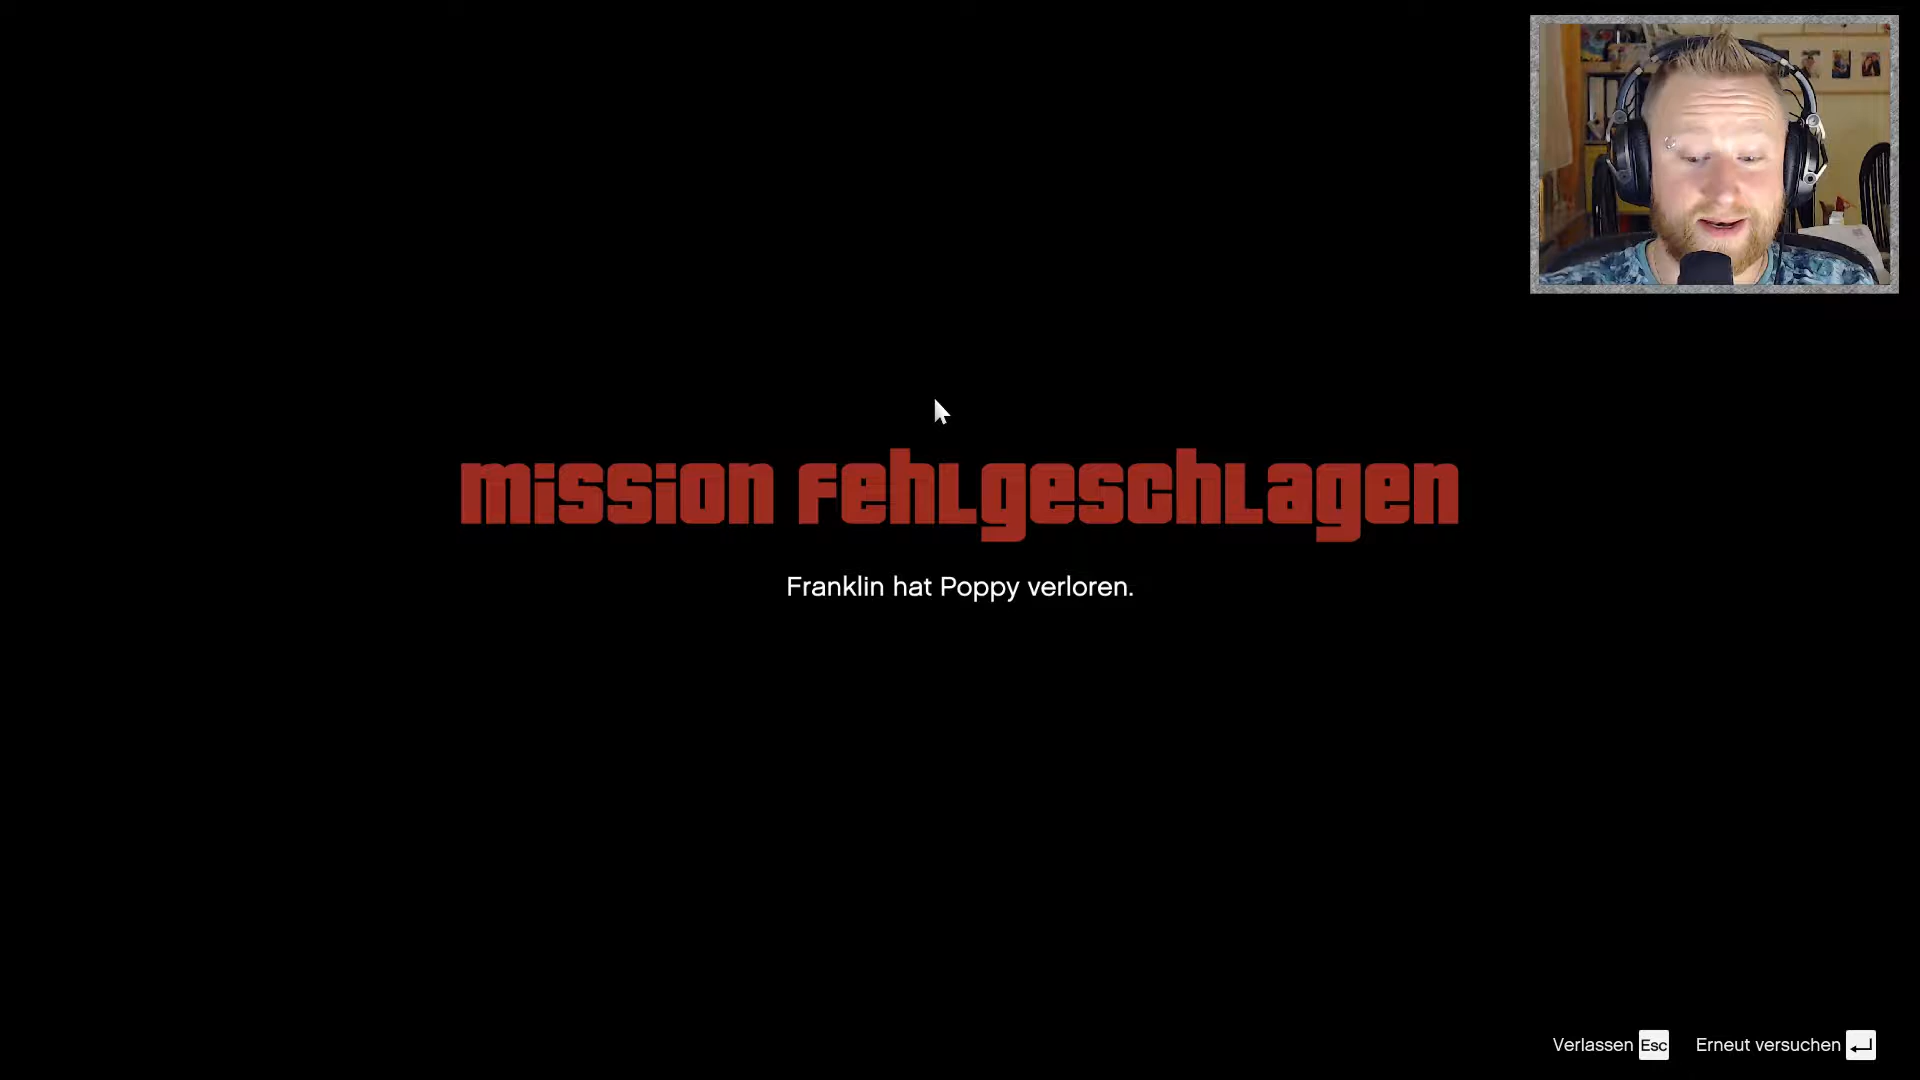 mission fehlgeschlagen
Franklin hat Poppy verloren.
Verlassen Esc Erneut versuchen